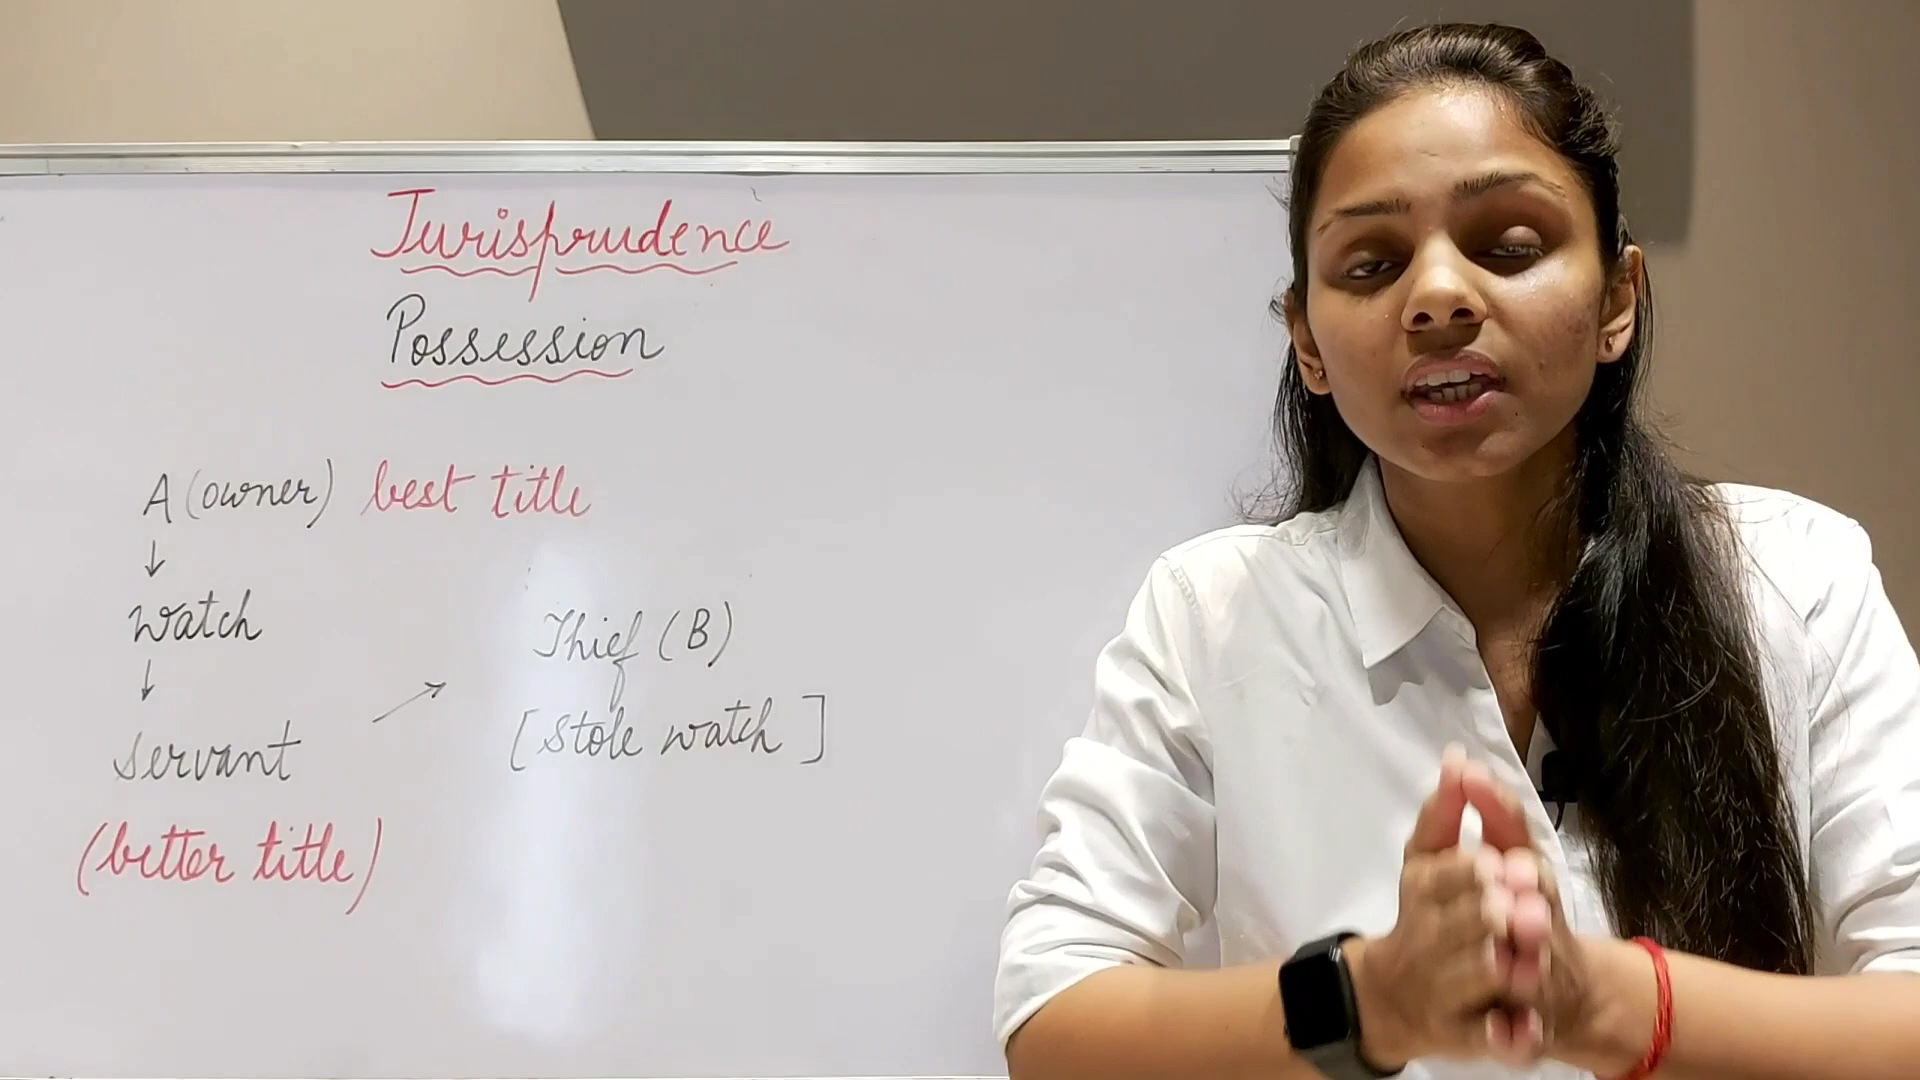 Jurisprudence
Possession
A (owner) best title
↓
watch
↓
servant → Thief (B)
[stole watch]
(better title)